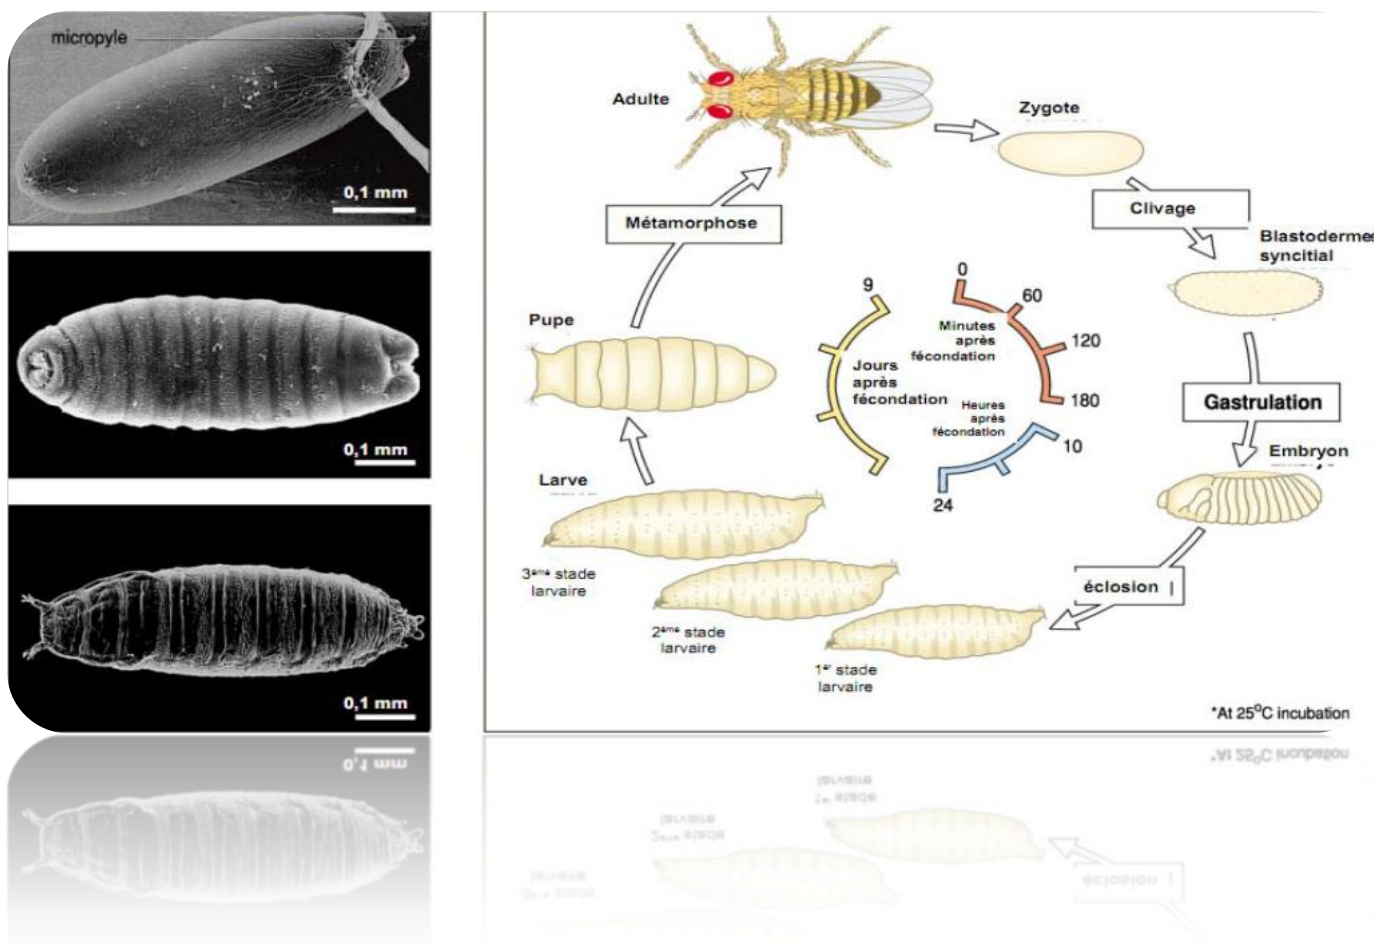 micropyle
0,1 mm
0,1 mm
0,1 mm
Adulte
Zygote
Clivage
Blastoderme
syncitial
Gastrulation
Embryon
éclosion |
1er stade
larvaire
2ème stade
larvaire
3ème stade
larvaire
Larve
Pupe
Métamorphose
0
60
120
180
Minutes
après
fécondation
Heures
après
fécondation
10
24
9
Jours
après
fécondation
*At 25°C incubation